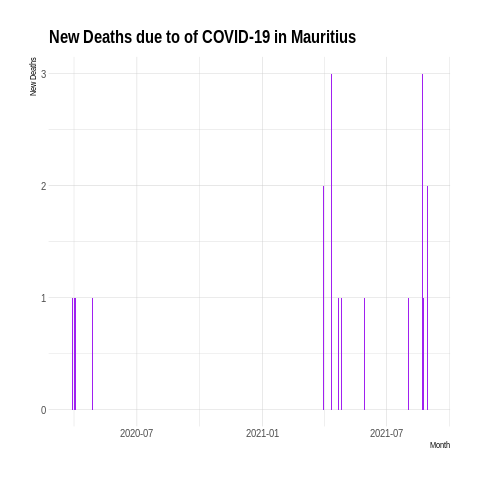 New Deaths due to of COVID-19 in Mauritius
New Deaths
3
2
1
0
2020-07
2021-01
2021-07
Month